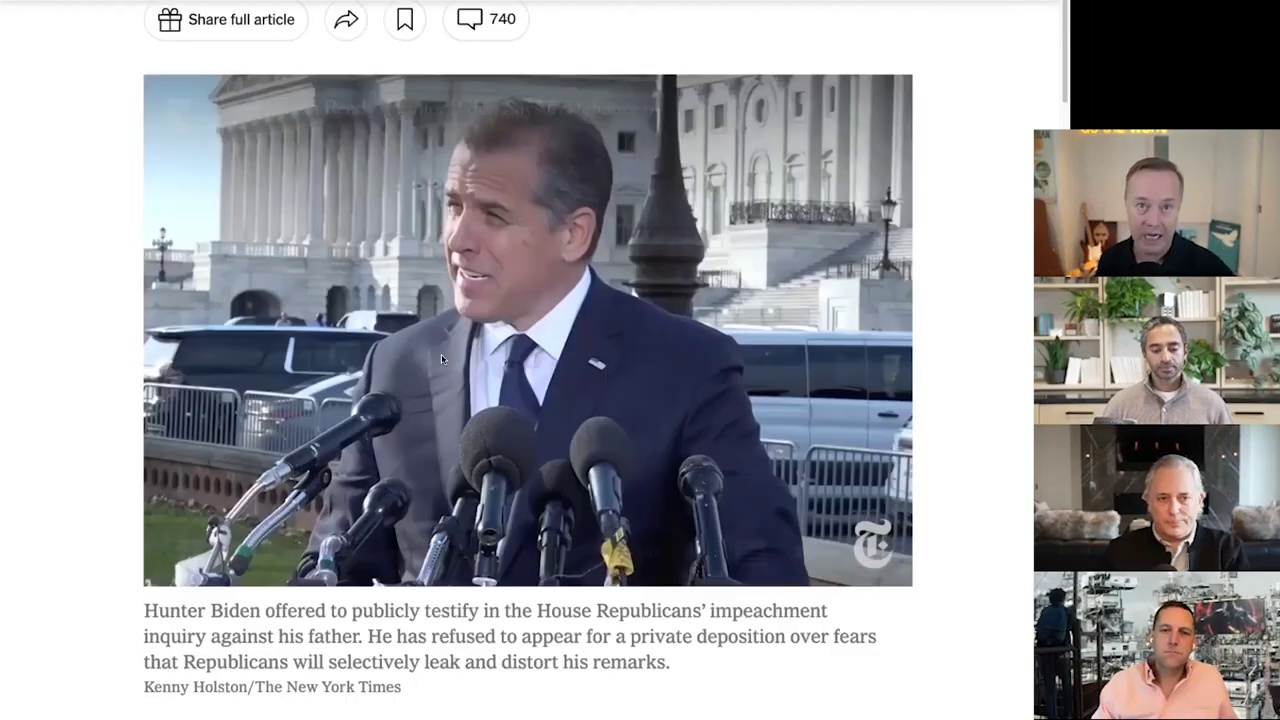 Share full article
740
Hunter Biden offered to publicly testify in the House Republicans’ impeachment
inquiry against his father. He has refused to appear for a private deposition over fears
that Republicans will selectively leak and distort his remarks.
Kenny Holston/The New York Times